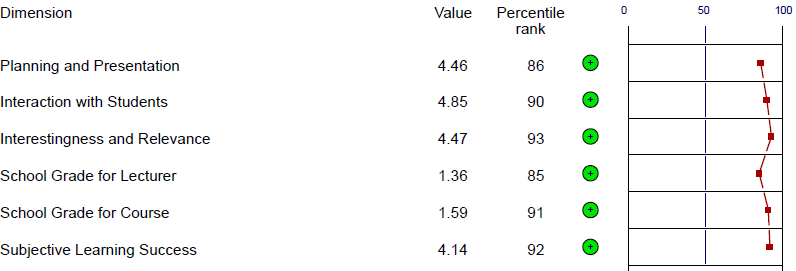 Dimension Value Percentile rank 0 50 100
Planning and Presentation 4.46 86 +
Interaction with Students 4.85 90 +
Interestingness and Relevance 4.47 93 +
School Grade for Lecturer 1.36 85 +
School Grade for Course 1.59 91 +
Subjective Learning Success 4.14 92 +